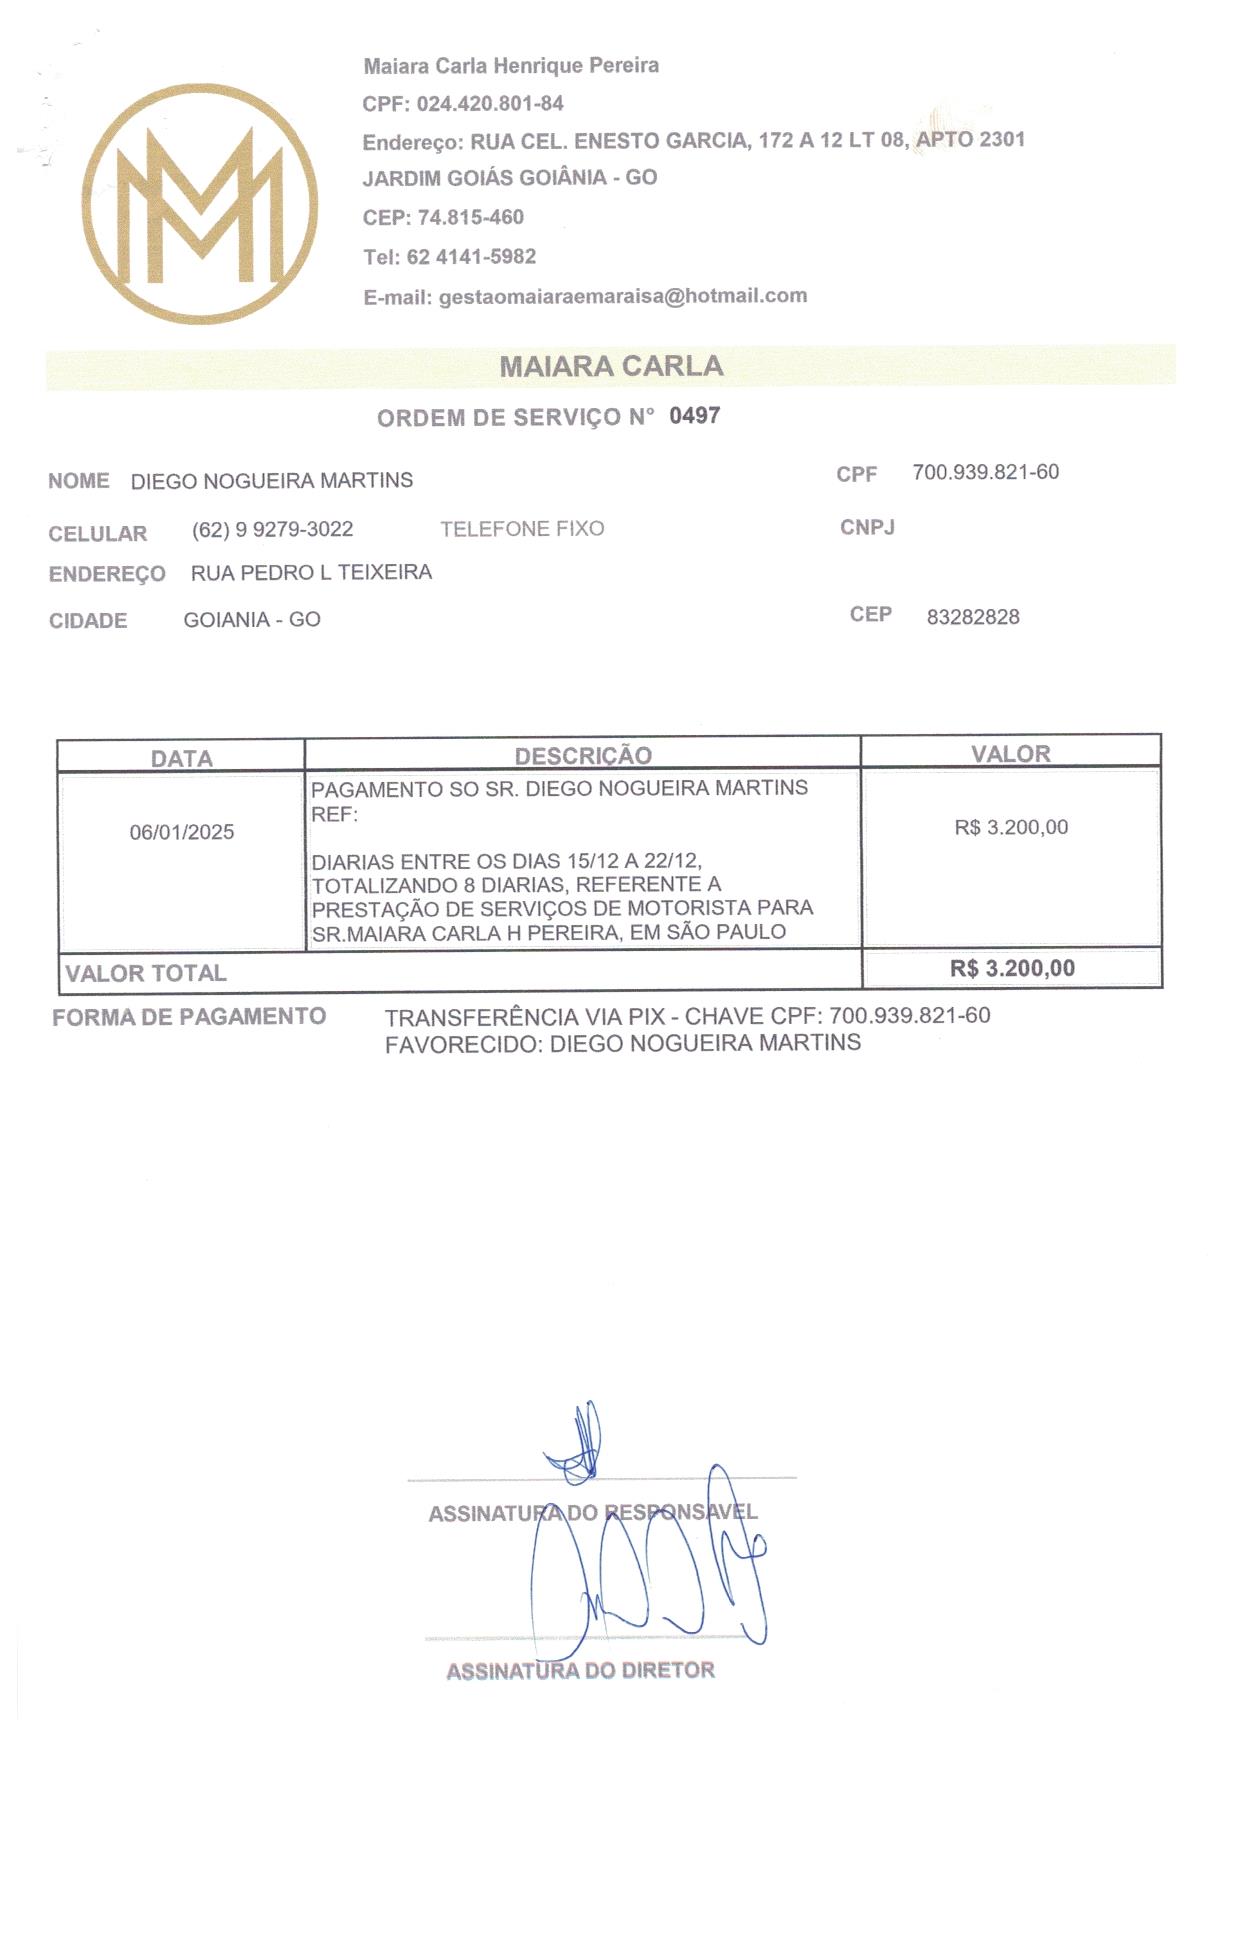 MM
Maiara Carla Henrique Pereira
CPF: 024.420.801-84
Endereço: RUA CEL. ENESTO GARCIA, 172 A 12 LT 08, APTO 2301
JARDIM GOIÁS GOIÂNIA - GO
CEP: 74.815-460
Tel: 62 4141-5982
E-mail: gestaomaiaraemaraisa@hotmail.com
MAIARA CARLA
ORDEM DE SERVIÇO N° 0497
NOME DIEGO NOGUEIRA MARTINS CPF 700.939.821-60
CELULAR (62) 9 9279-3022 TELEFONE FIXO CNPJ
ENDEREÇO RUA PEDRO L TEIXEIRA
CIDADE GOIANIA - GO CEP 83282828
DATA DESCRIÇÃO VALOR
PAGAMENTO SO SR. DIEGO NOGUEIRA MARTINS
REF:
06/01/2025 R$ 3.200,00
DIARIAS ENTRE OS DIAS 15/12 A 22/12,
TOTALIZANDO 8 DIARIAS, REFERENTE A
PRESTAÇÃO DE SERVIÇOS DE MOTORISTA PARA
SR.MAIARA CARLA H PEREIRA, EM SÃO PAULO
VALOR TOTAL R$ 3.200,00
FORMA DE PAGAMENTO TRANSFERÊNCIA VIA PIX - CHAVE CPF: 700.939.821-60
FAVORECIDO: DIEGO NOGUEIRA MARTINS
ASSINATURA DO RESPONSAVEL
ASSINATURA DO DIRETOR